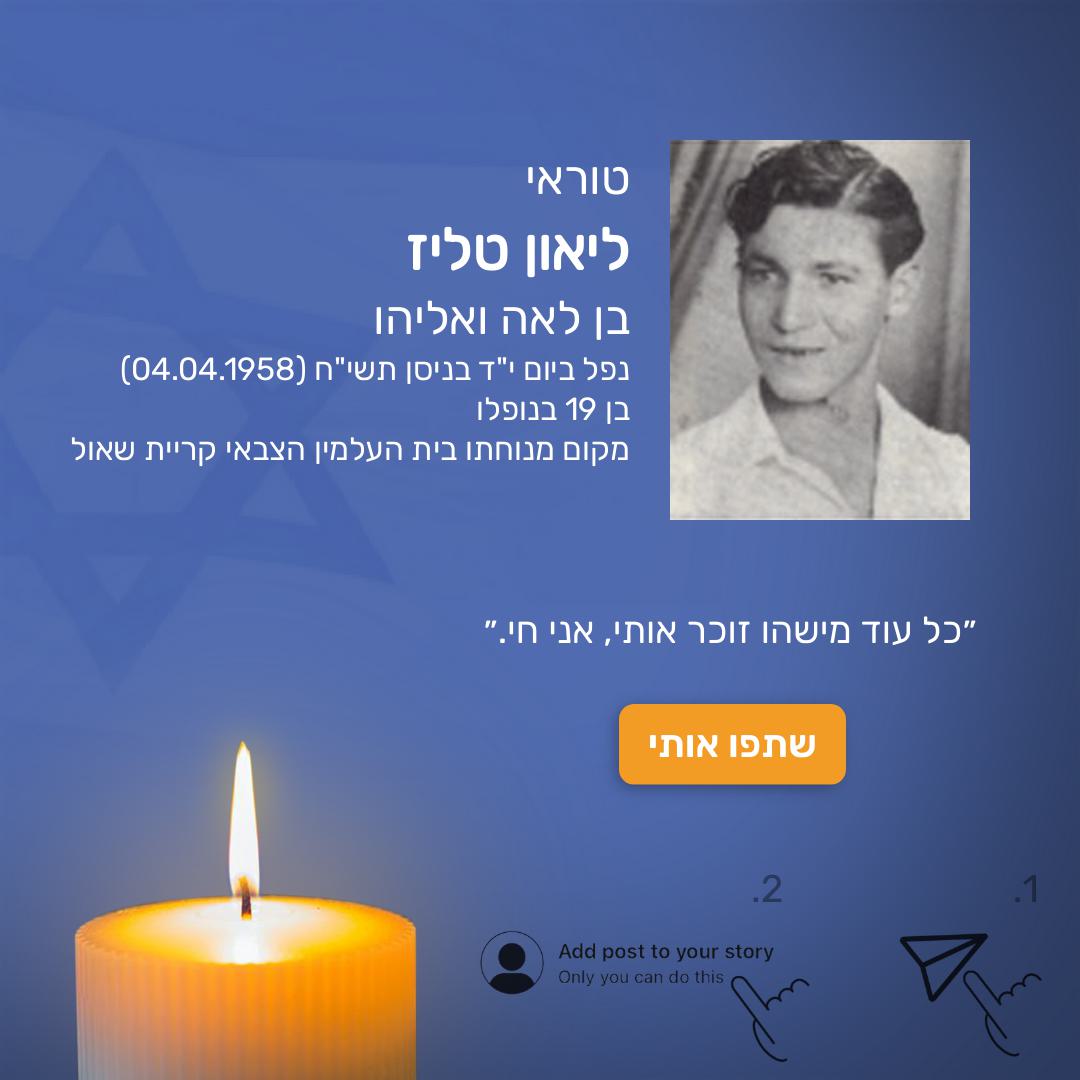 טוראי
ליאון טליז
בן לאה ואליהו
נפל ביום י"ד בניסן תשי"ח (04.04.1958)
בן 19 בנופלו
מקום מנוחתו בית העלמין הצבאי קריית שאול
״כל עוד מישהו זוכר אותי, אני חי.״
שתפו אותי
.1
.2
Add post to your story
Only you can do this